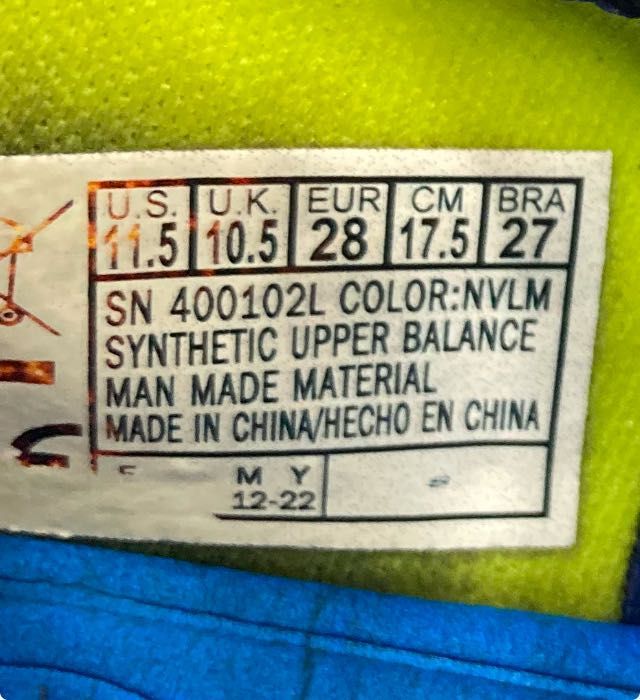 U.S. U.K. EUR CM BRA
11.5 10.5 28 17.5 27
SN 400102L COLOR:NVLM
SYNTHETIC UPPER BALANCE
MAN MADE MATERIAL
MADE IN CHINA/HECHO EN CHINA
M Y
12-22